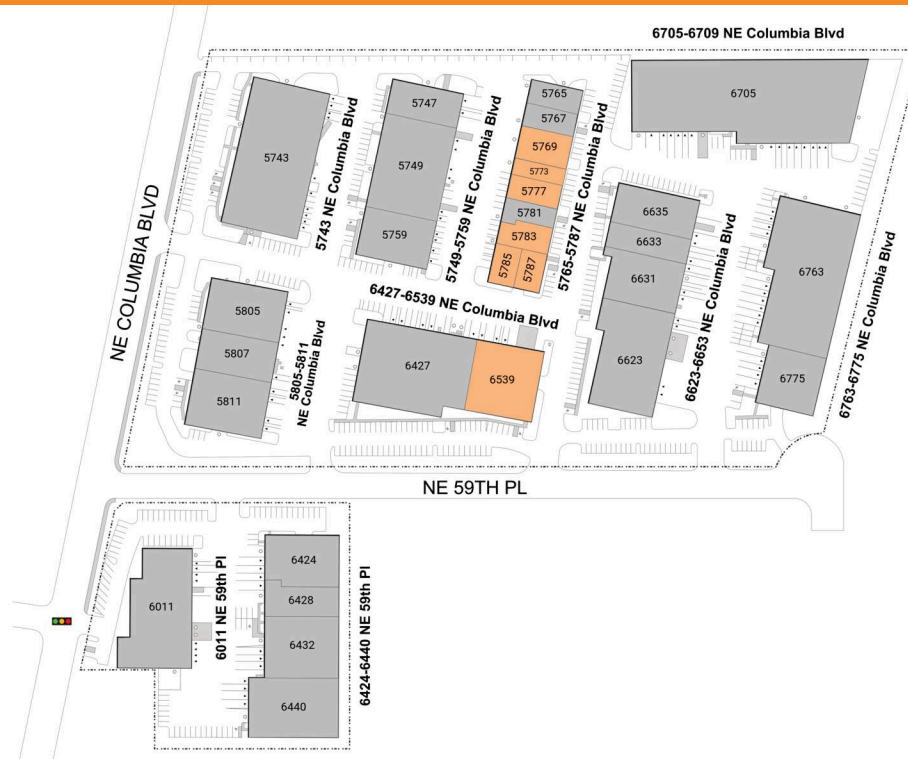 6705-6709 NE Columbia Blvd
6705
5743
5743 NE Columbia Blvd
5747
5749
5759
5749-5759 NE Columbia Blvd
5765
5767
5769
5773
5777
5781
5783
5785
5787
5765-5787 NE Columbia Blvd
6635
6633
6631
6623
6623-6653 NE Columbia Blvd
6763
6775
6763-6775 NE Columbia Blvd
NE COLUMBIA BLVD
5805
5807
5811
5805-5811
NE Columbia Blvd
6427-6539 NE Columbia Blvd
6427
6539
NE 59TH PL
6011
6011 NE 59th Pl
6424
6428
6432
6440
6424-6440 NE 59th Pl